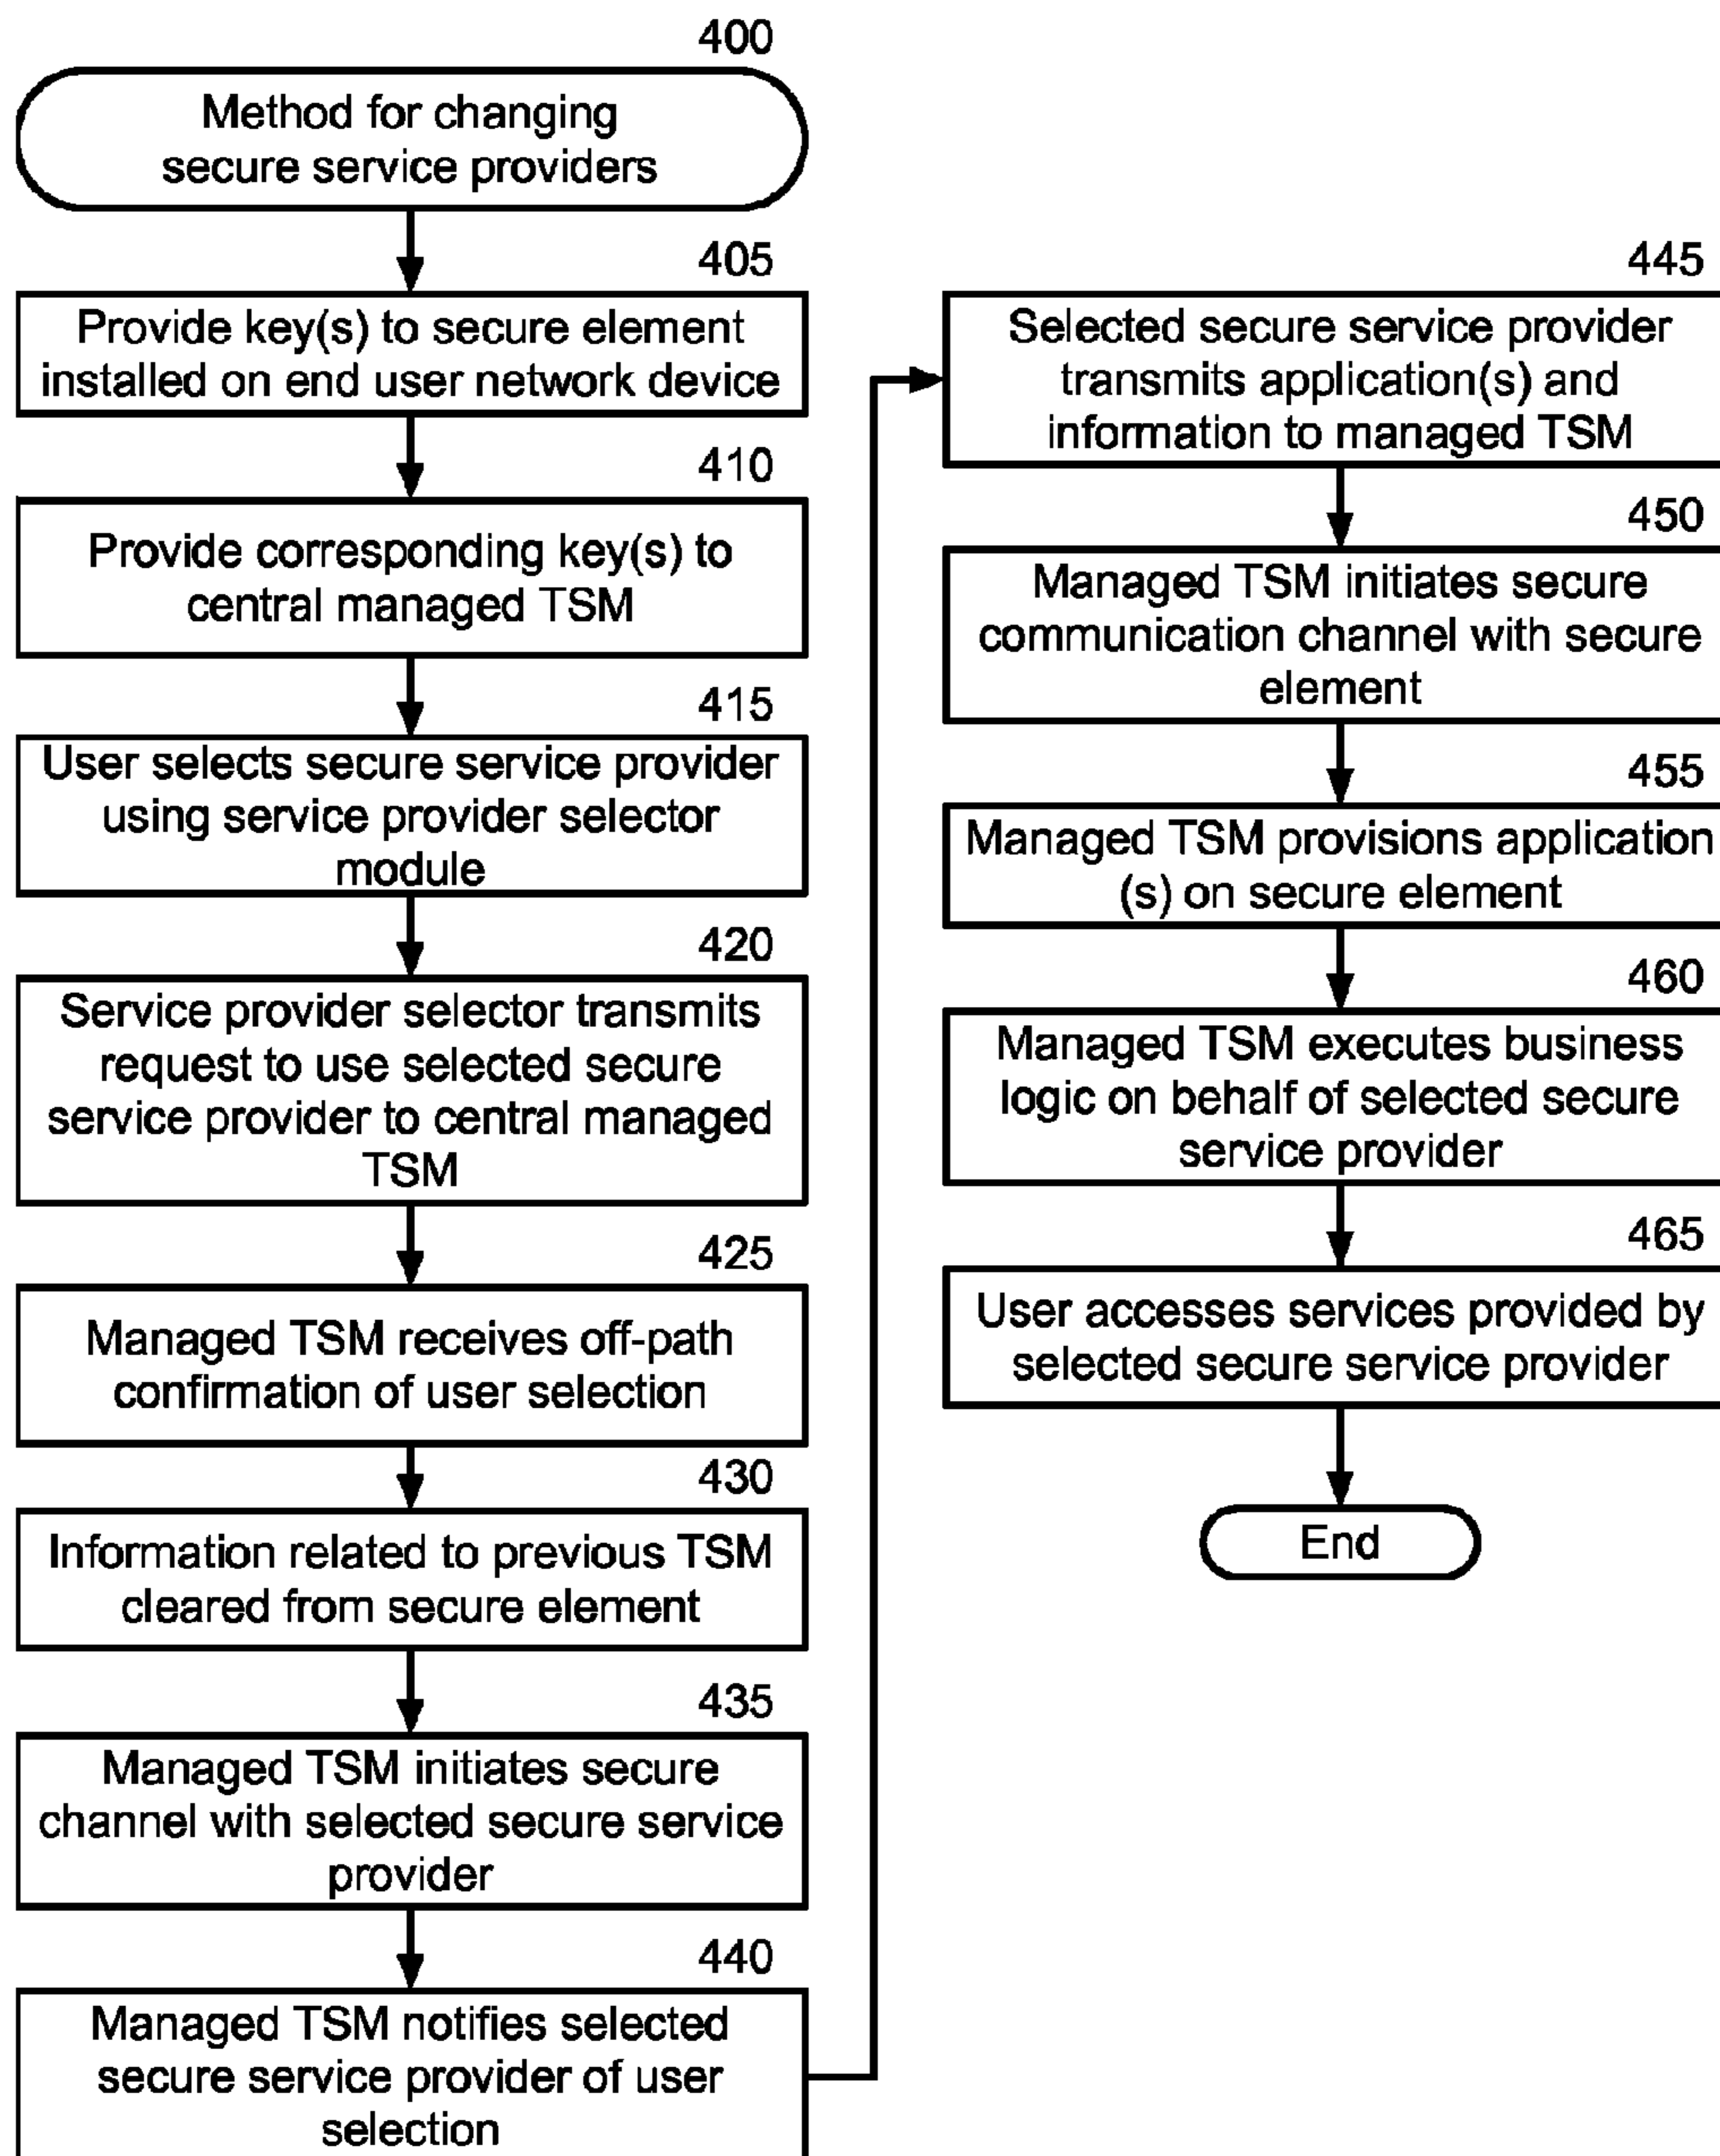 400
Method for changing
secure service providers
405
Provide key(s) to secure element
installed on end user network device
410
Provide corresponding key(s) to
central managed TSM
415
User selects secure service provider
using service provider selector
module
420
Service provider selector transmits
request to use selected secure
service provider to central managed
TSM
425
Managed TSM receives off-path
confirmation of user selection
430
Information related to previous TSM
cleared from secure element
435
Managed TSM initiates secure
channel with selected secure service
provider
440
Managed TSM notifies selected
secure service provider of user
selection
445
Selected secure service provider
transmits application(s) and
information to managed TSM
450
Managed TSM initiates secure
communication channel with secure
element
455
Managed TSM provisions application
(s) on secure element
460
Managed TSM executes business
logic on behalf of selected secure
service provider
465
User accesses services provided by
selected secure service provider
End